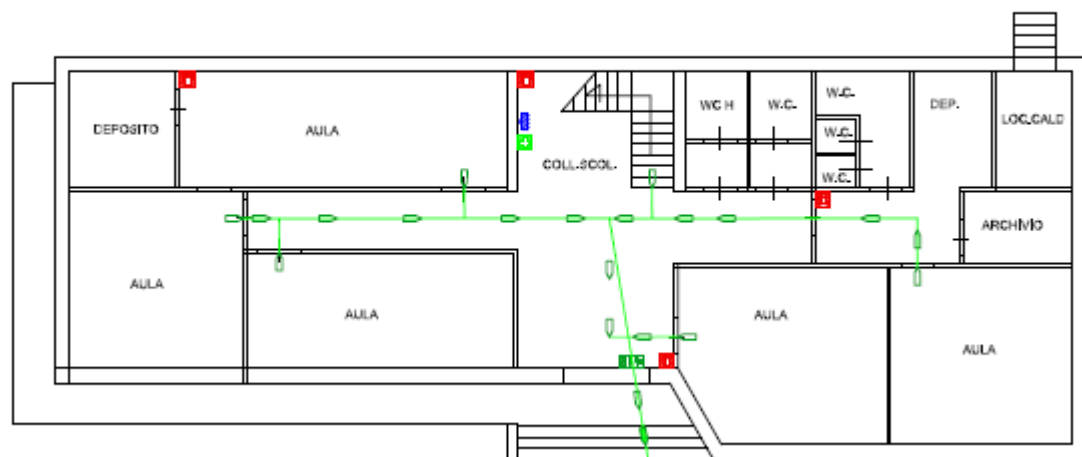 W.C.
WC H
W.C.
DEP.
DEPOSITO
AULA
W.C.
LOC.CALD
COLL.SCOL.
W.C.
ARCHIVIO
AULA
AULA
AULA
AULA